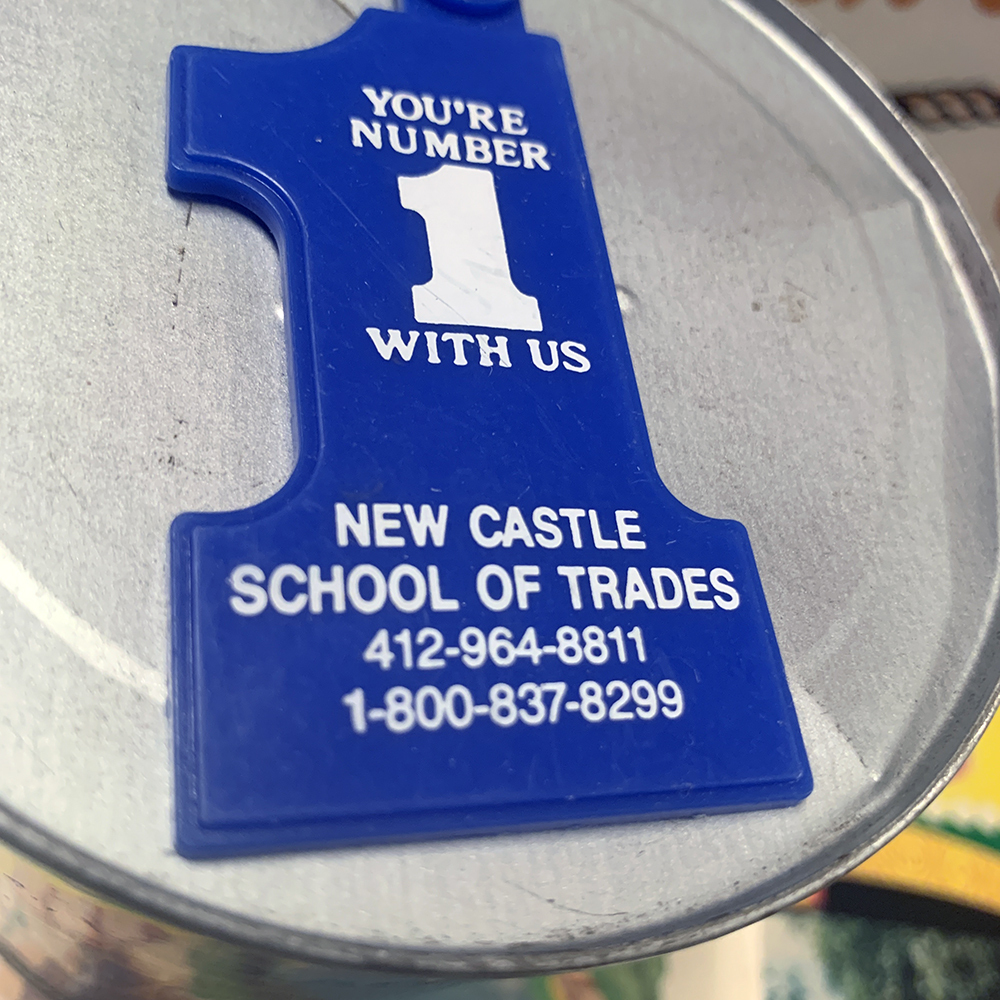 YOU'RE
NUMBER
1
WITH US
NEW CASTLE
SCHOOL OF TRADES
412-964-8811
1-800-837-8299